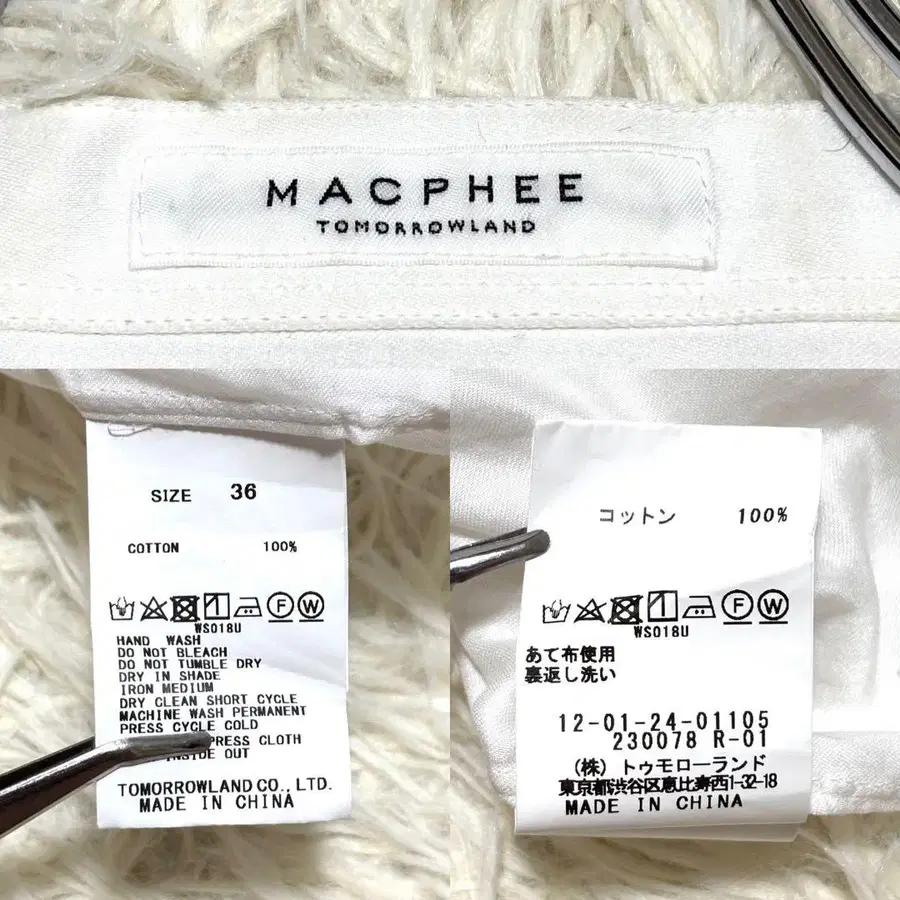 MACPHEE
TOMORROWLAND
SIZE 36
COTTON 100%
F W
WS018U
HAND WASH
DO NOT BLEACH
DO NOT TUMBLE DRY
DRY IN SHADE
IRON MEDIUM
DRY CLEAN SHORT CYCLE
MACHINE WASH PERMANENT
PRESS CYCLE COLD
PRESS CLOTH
INSIDE OUT
TOMORROWLAND CO., LTD.
MADE IN CHINA
コットン 100%
F W
WS018U
あて布使用
裏返し洗い
12-01-24-01105
230078 R-01
(株) トゥモローランド
東京都渋谷区恵比寿西1-32-18
MADE IN CHINA